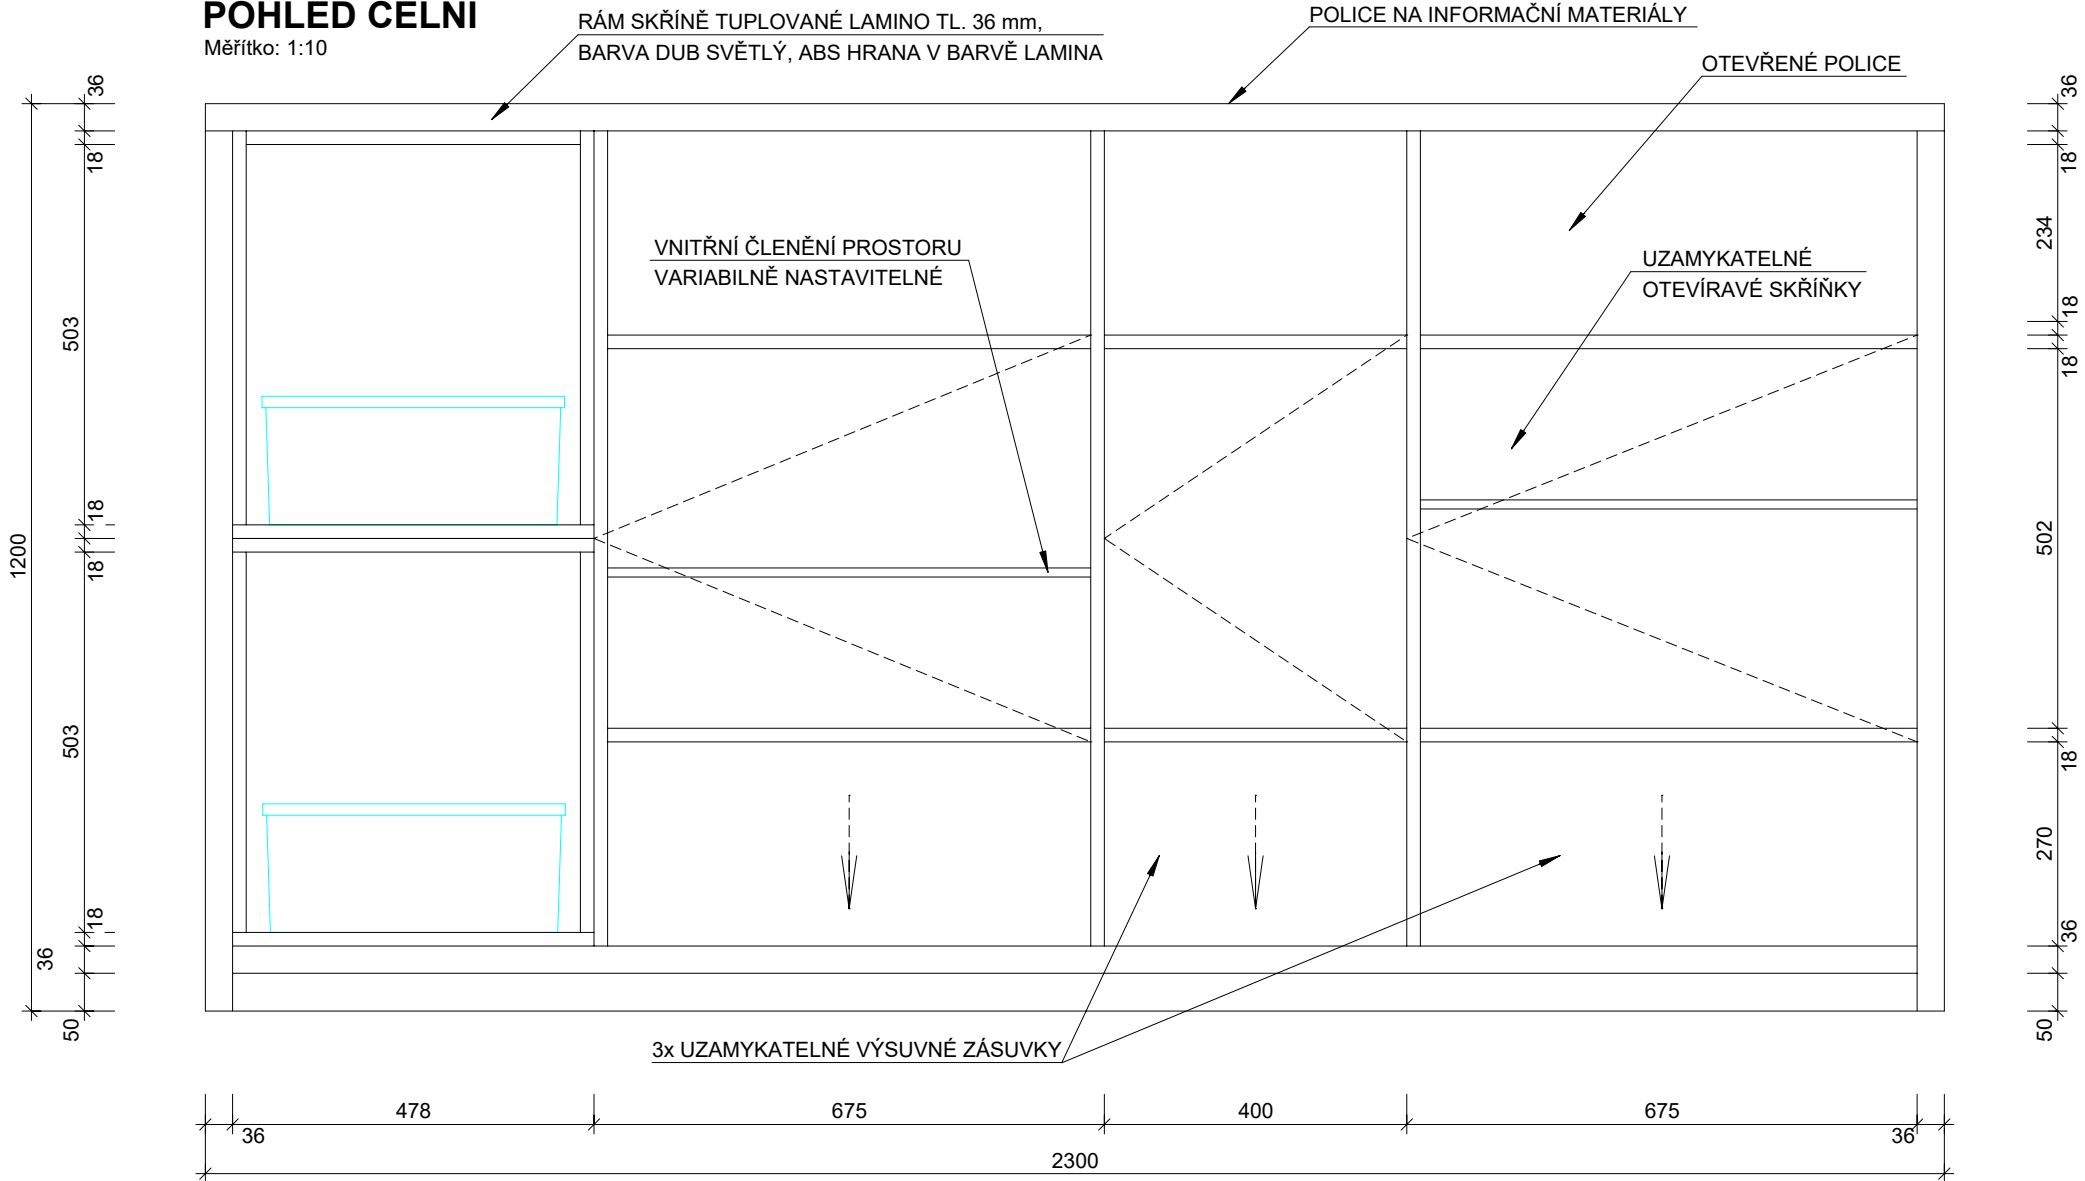 POHLED ČELNÍ
Měřítko: 1:10
RÁM SKŘÍNĚ TUPLOVANÉ LAMINO TL. 36 mm,
BARVA DUB SVĚTLÝ, ABS HRANA V BARVĚ LAMINA
POLICE NA INFORMAČNÍ MATERIÁLY
OTEVŘENÉ POLICE
VNITŘNÍ ČLENĚNÍ PROSTORU
VARIABILNĚ NASTAVITELNÉ
UZAMYKATELNÉ
OTEVÍRAVÉ SKŘÍŇKY
3x UZAMYKATELNÉ VÝSUVNÉ ZÁSUVKY
1200
36
18
503
18
18
503
18
36
50
36
18
234
18
18
502
18
270
36
50
478
675
400
675
36
36
2300